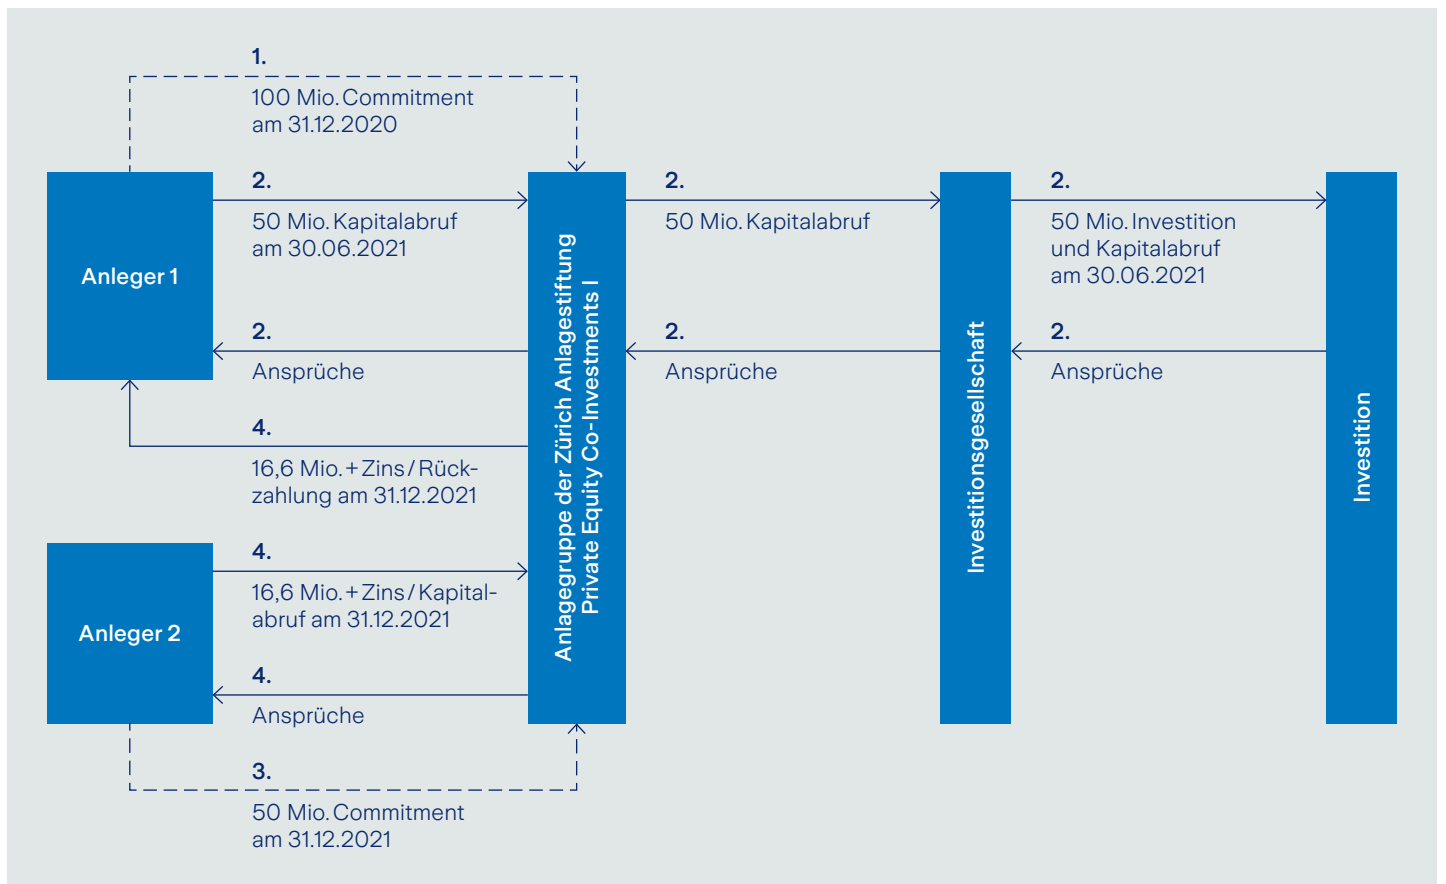 1.
100 Mio. Commitment
am 31.12.2020
Anleger 1
2.
50 Mio. Kapitalabruf
am 30.06.2021
2.
Ansprüche
4.
16,6 Mio. + Zins / Rück-
zahlung am 31.12.2021
Anleger 2
4.
16,6 Mio. + Zins / Kapital-
abruf am 31.12.2021
4.
Ansprüche
3.
50 Mio. Commitment
am 31.12.2021
Anlagegruppe der Zürich Anlagestiftung
Private Equity Co-Investments I
2.
50 Mio. Kapitalabruf
2.
Ansprüche
Investitionsgesellschaft
2.
50 Mio. Investition
und Kapitalabruf
am 30.06.2021
2.
Ansprüche
Investition